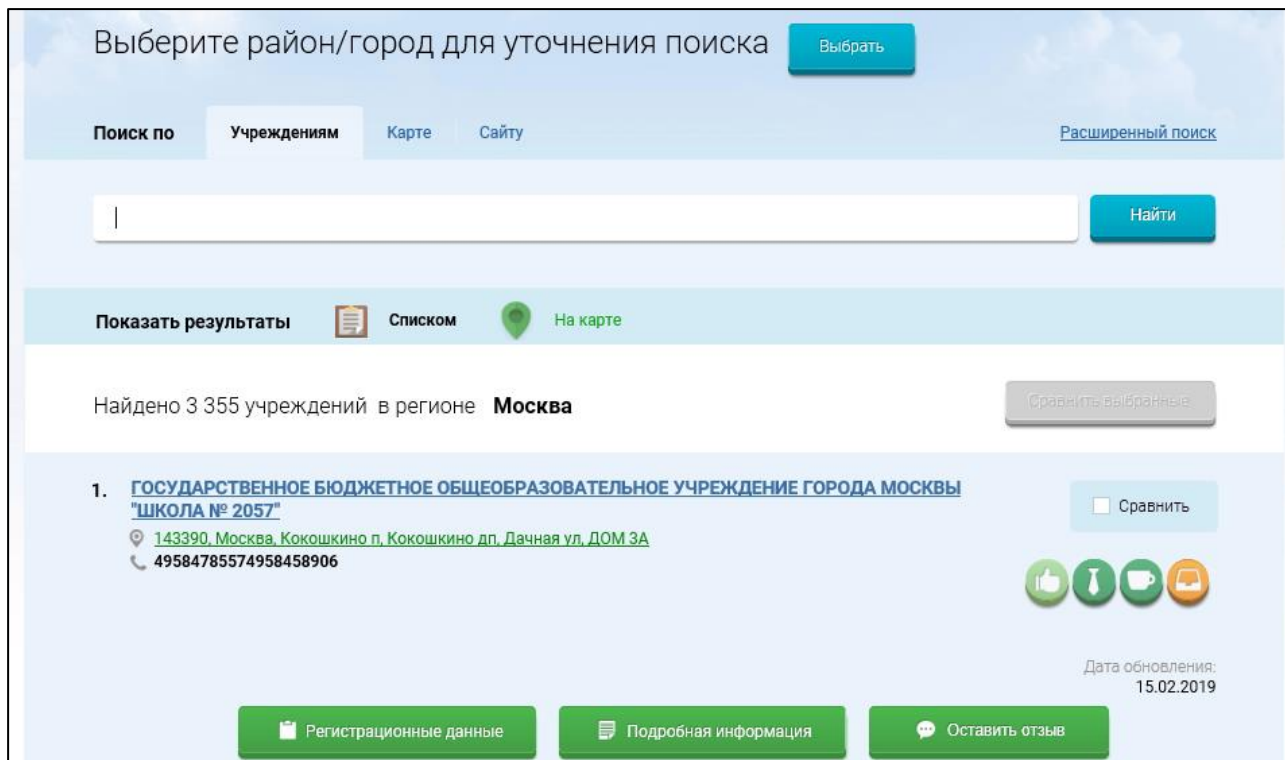 Выберите район/город для уточнения поиска Выбрать
Поиск по Учреждениям Карте Сайту Расширенный поиск
Найти
Показать результаты Списком На карте
Найдено 3 355 учреждений в регионе Москва Сравнить выбранные
1. ГОСУДАРСТВЕННОЕ БЮДЖЕТНОЕ ОБЩЕОБРАЗОВАТЕЛЬНОЕ УЧРЕЖДЕНИЕ ГОРОДА МОСКВЫ
"ШКОЛА № 2057"
Сравнить
143390, Москва, Кокошкино п, Кокошкино дп, Дачная ул, ДОМ 3А
49584785574958458906
Дата обновления:
15.02.2019
Регистрационные данные Подробная информация Оставить отзыв